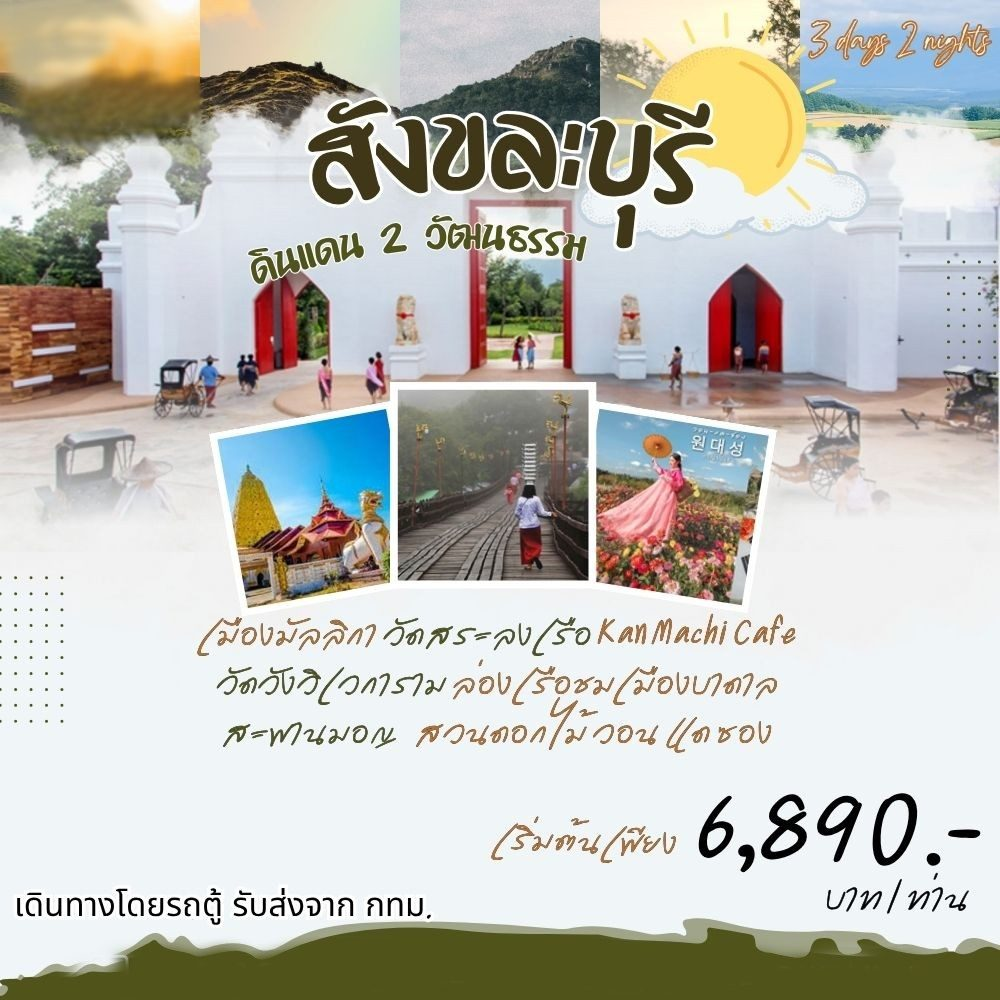 3 days 2 nights
สังขละบุรี
ดินแดน 2 วัฒนธรรม
원대성
เมืองมัลลิกา วัดสระลงเรือ Kan Machi Cafe
วัดวังวิเวการาม ล่องเรือชมเมืองบาดาล
สะพานมอญ สวนดอกไม้ วอน แด ซอง
เริ่มต้นเพียง 6,890.-
บาท/ท่าน
เดินทางโดยรถตู้ รับส่งจาก กทม.